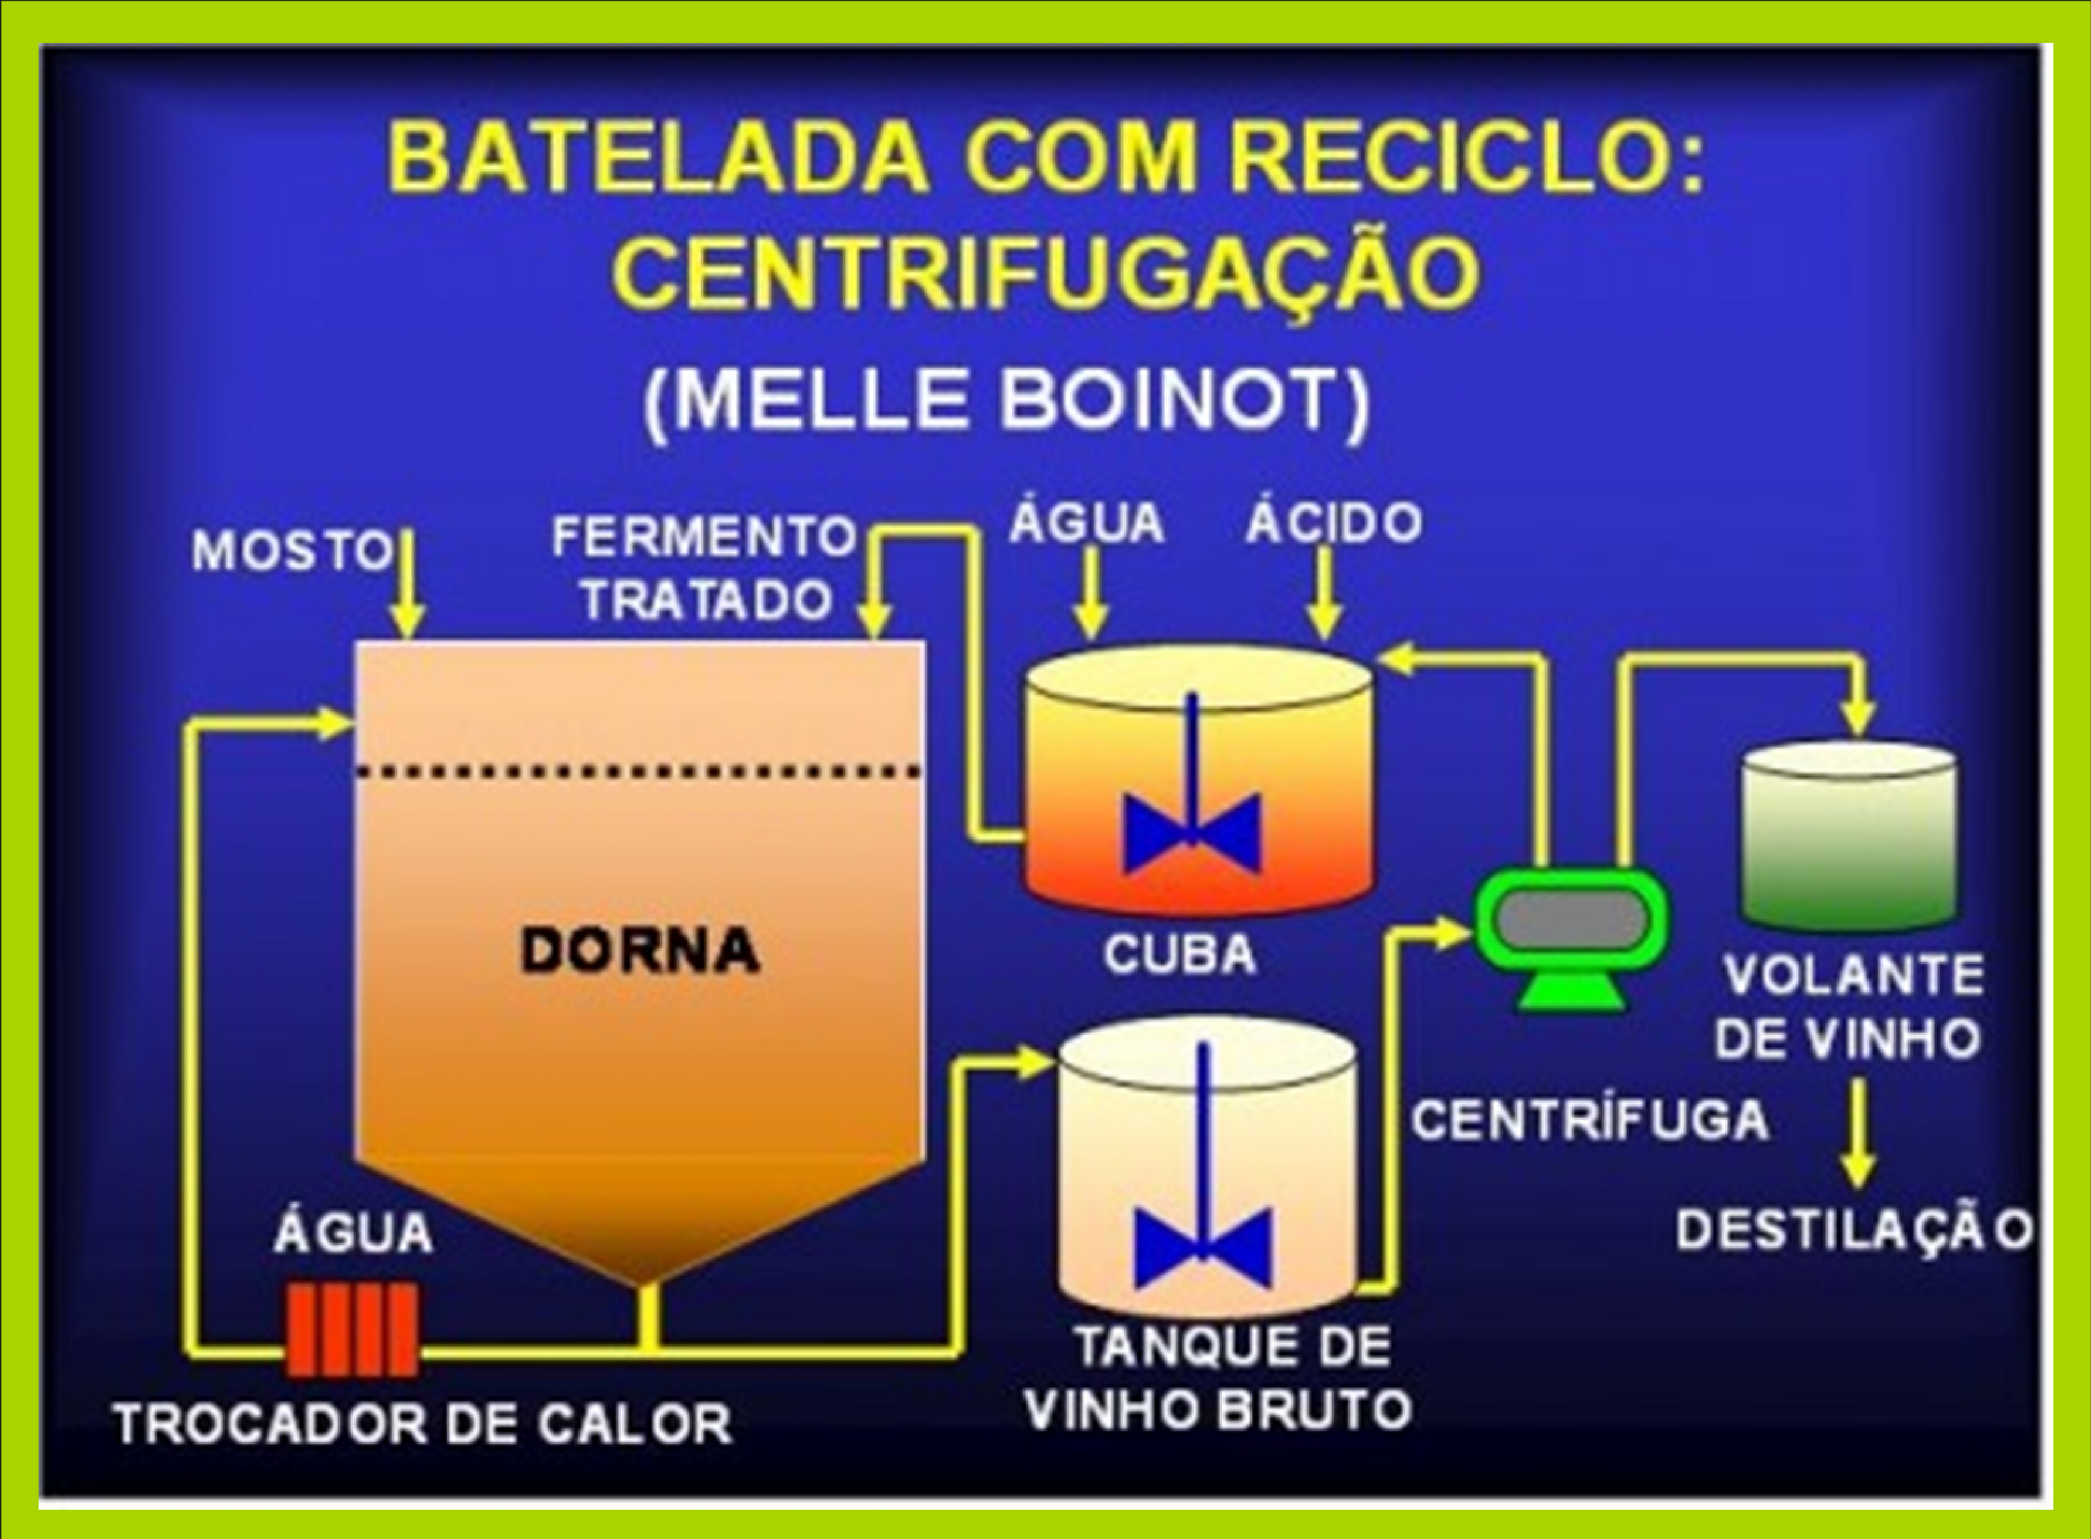 BATELADA COM RECICLO:
CENTRIFUGAÇÃO
(MELLE BOINOT)
MOSTO
FERMENTO
TRATADO
ÁGUA
ÁCIDO
DORNA
CUBA
VOLANTE
DE VINHO
CENTRÍFUGA
DESTILAÇÃO
ÁGUA
TROCADOR DE CALOR
TANQUE DE
VINHO BRUTO